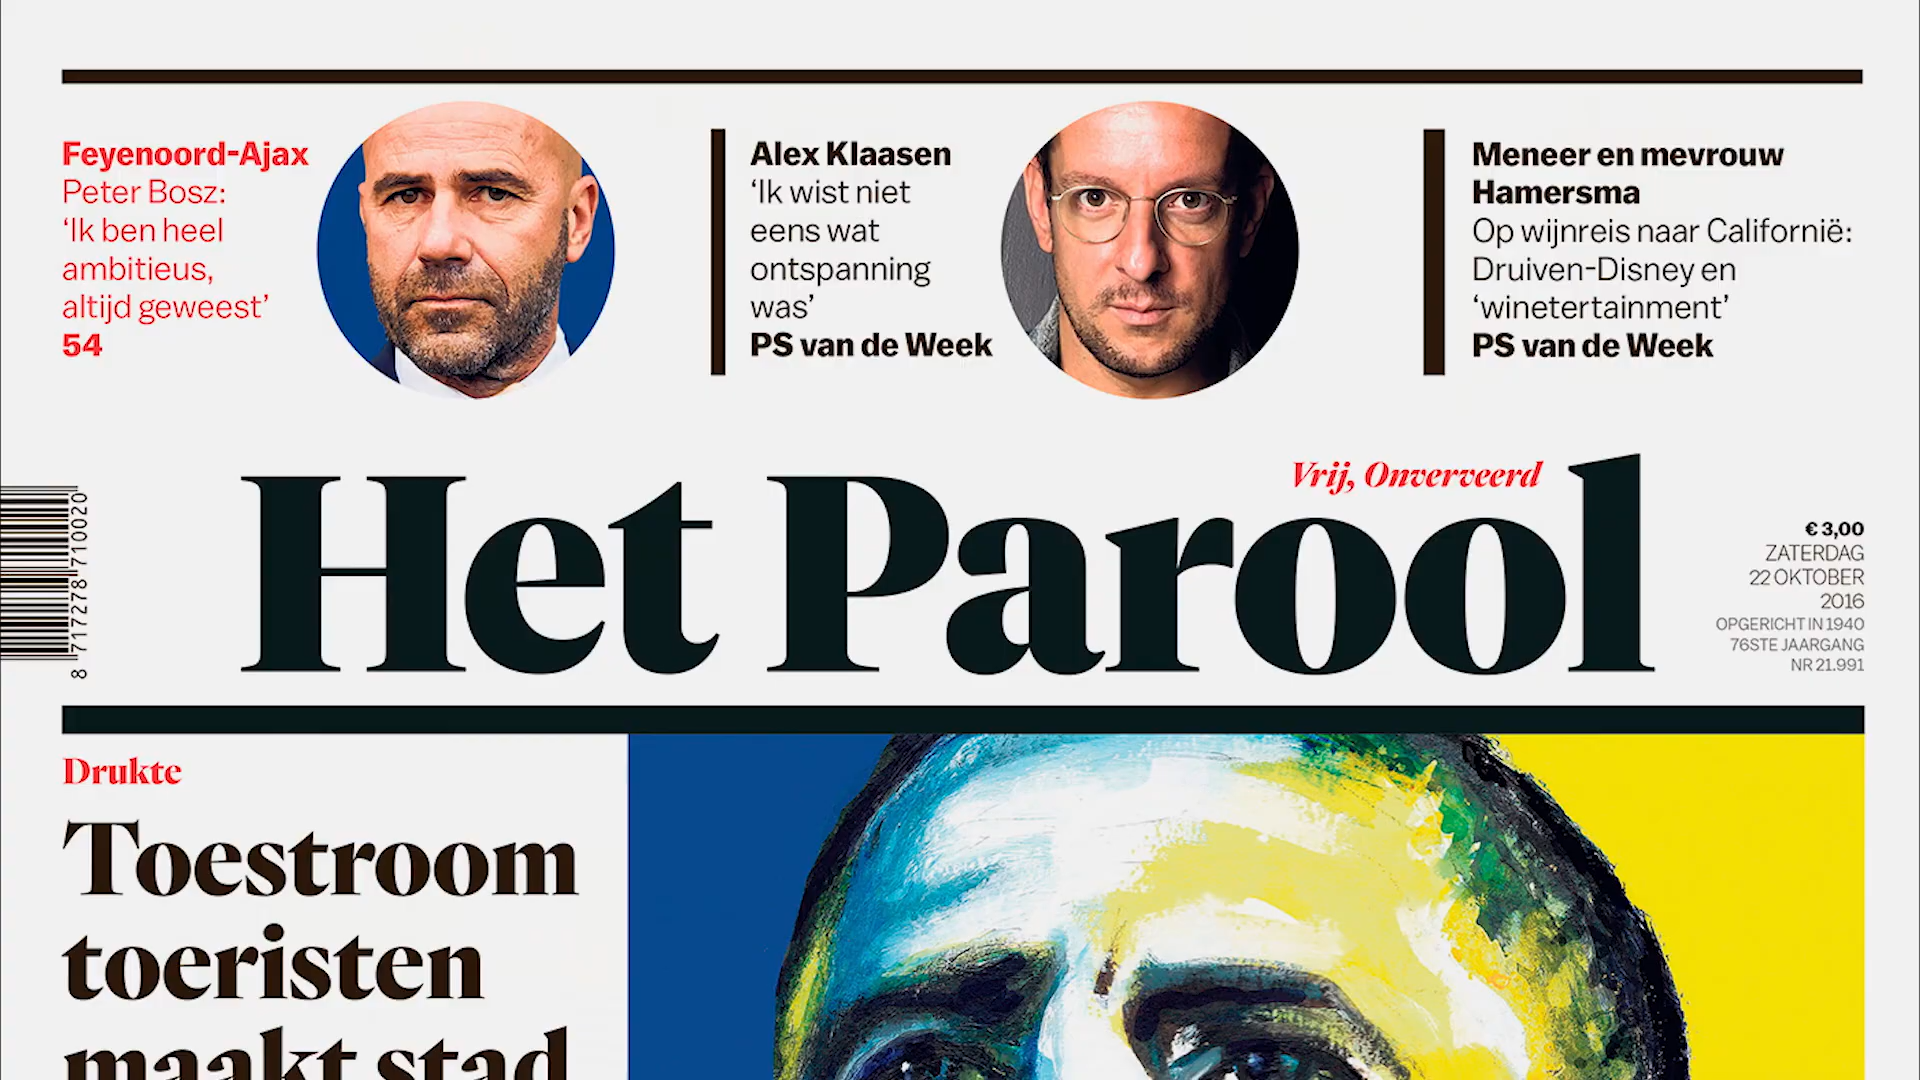 Feyenoord-Ajax
Peter Bosz:
‘Ik ben heel
ambitieus,
altijd geweest’
54
Alex Klaasen
‘Ik wist niet
eens wat
ontspanning
was’
PS van de Week
Meneer en mevrouw
Hamersma
Op wijnreis naar Californië:
Druiven-Disney en
‘winetertainment’
PS van de Week
8 717278 710020
Het Parool
Vrij, Onverveerd
€ 3,00
ZATERDAG
22 OKTOBER
2016
OPGERICHT IN 1940
76STE JAARGANG
NR 21.991
Drukte
Toestroom
toeristen
maakt stad